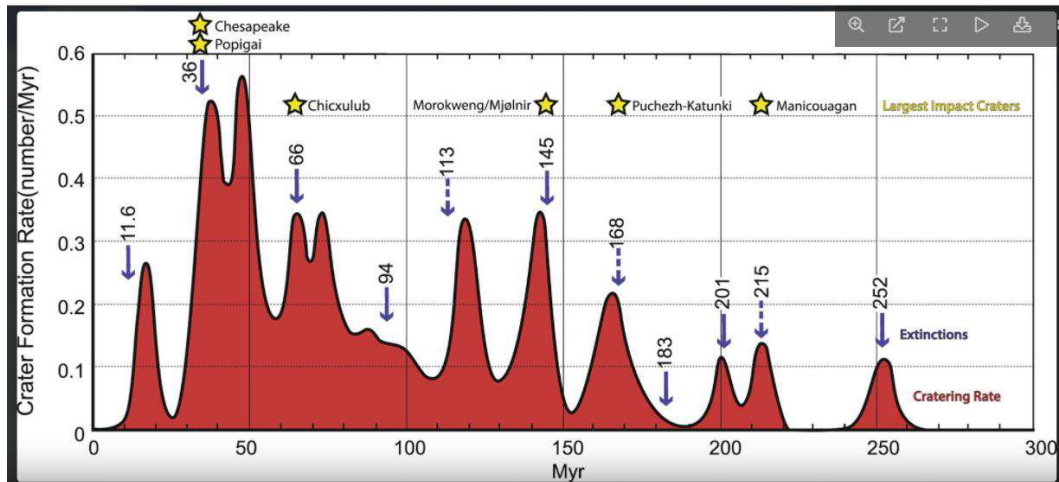 Chesapeake
Popigai
0.6
36
Chicxulub
Morokweng/Mjølnir
Puchezh-Katunki
Manicouagan
Largest Impact Craters
0.5
0.4
0.3
0.2
0.1
0
Crater Formation Rate(number/Myr)
11.6
66
94
113
145
168
183
201
215
252
Extinctions
Cratering Rate
0
50
100
150
200
250
300
Myr